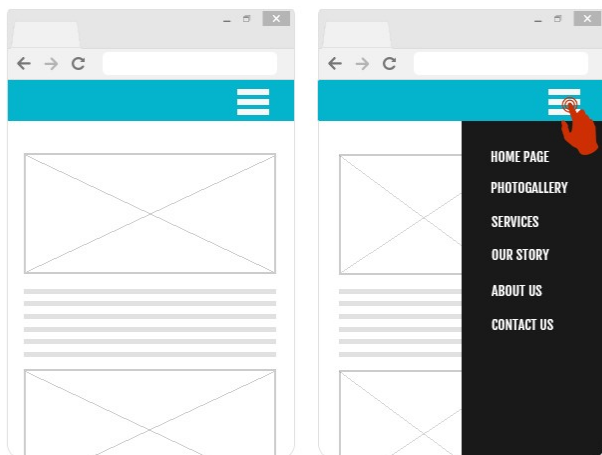 HOME PAGE
PHOTOGALLERY
SERVICES
OUR STORY
ABOUT US
CONTACT US